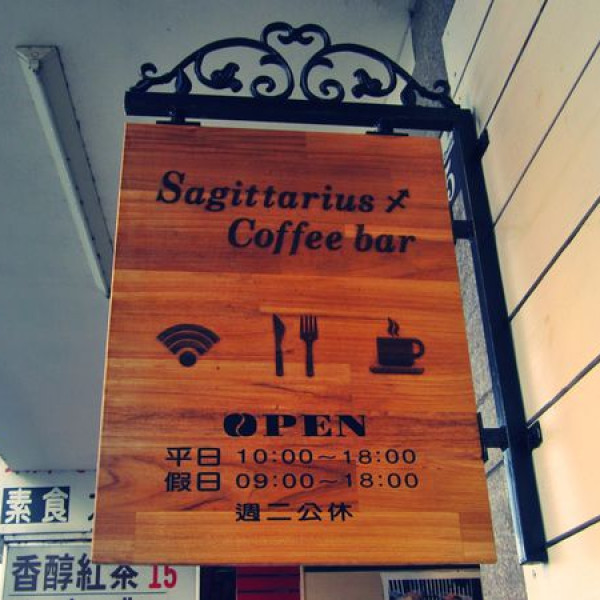 Sagittarius ♐
Coffee bar
OPEN
平日 10:00～18:00
假日 09:00～18:00
週二公休
素食
香醇紅茶 15